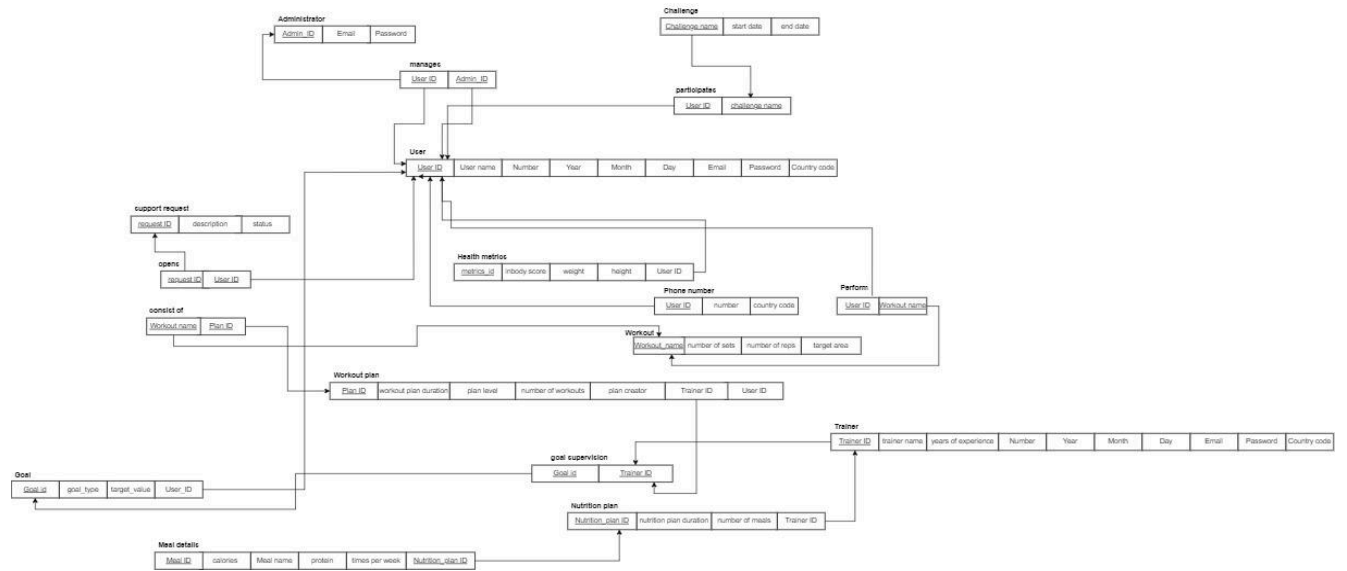 Administrator
Admin_ID Email Password
Challenge
Challenge name start date end date
manages
User ID Admin_ID
participates
User ID challenge name
User
User ID User name Number Year Month Day Email Password Country code
support request
request ID description status
opens
request ID User ID
Health metrics
metrics_id inbody score weight height User ID
Phone number
User ID number country code
Perform
User ID Workout name
consist of
Workout name Plan ID
Workout
Workout_name number of sets number of reps target area
Workout plan
Plan ID workout plan duration plan level number of workouts plan creator Trainer ID User ID
Trainer
Trainer ID trainer name years of experience Number Year Month Day Email Password Country code
goal supervision
Goal id Trainer ID
Goal
Goal id goal_type target_value User_ID
Nutrition plan
Nutrition_plan ID nutrition plan duration number of meals Trainer ID
Meal details
Meal ID calories Meal name protein times per week Nutrition_plan ID